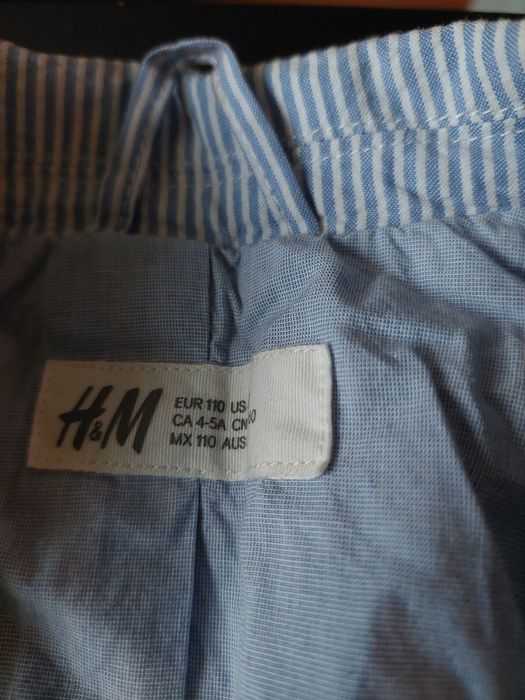 H&M
EUR 110 US
CA 4-5A CN
MX 110 AUS